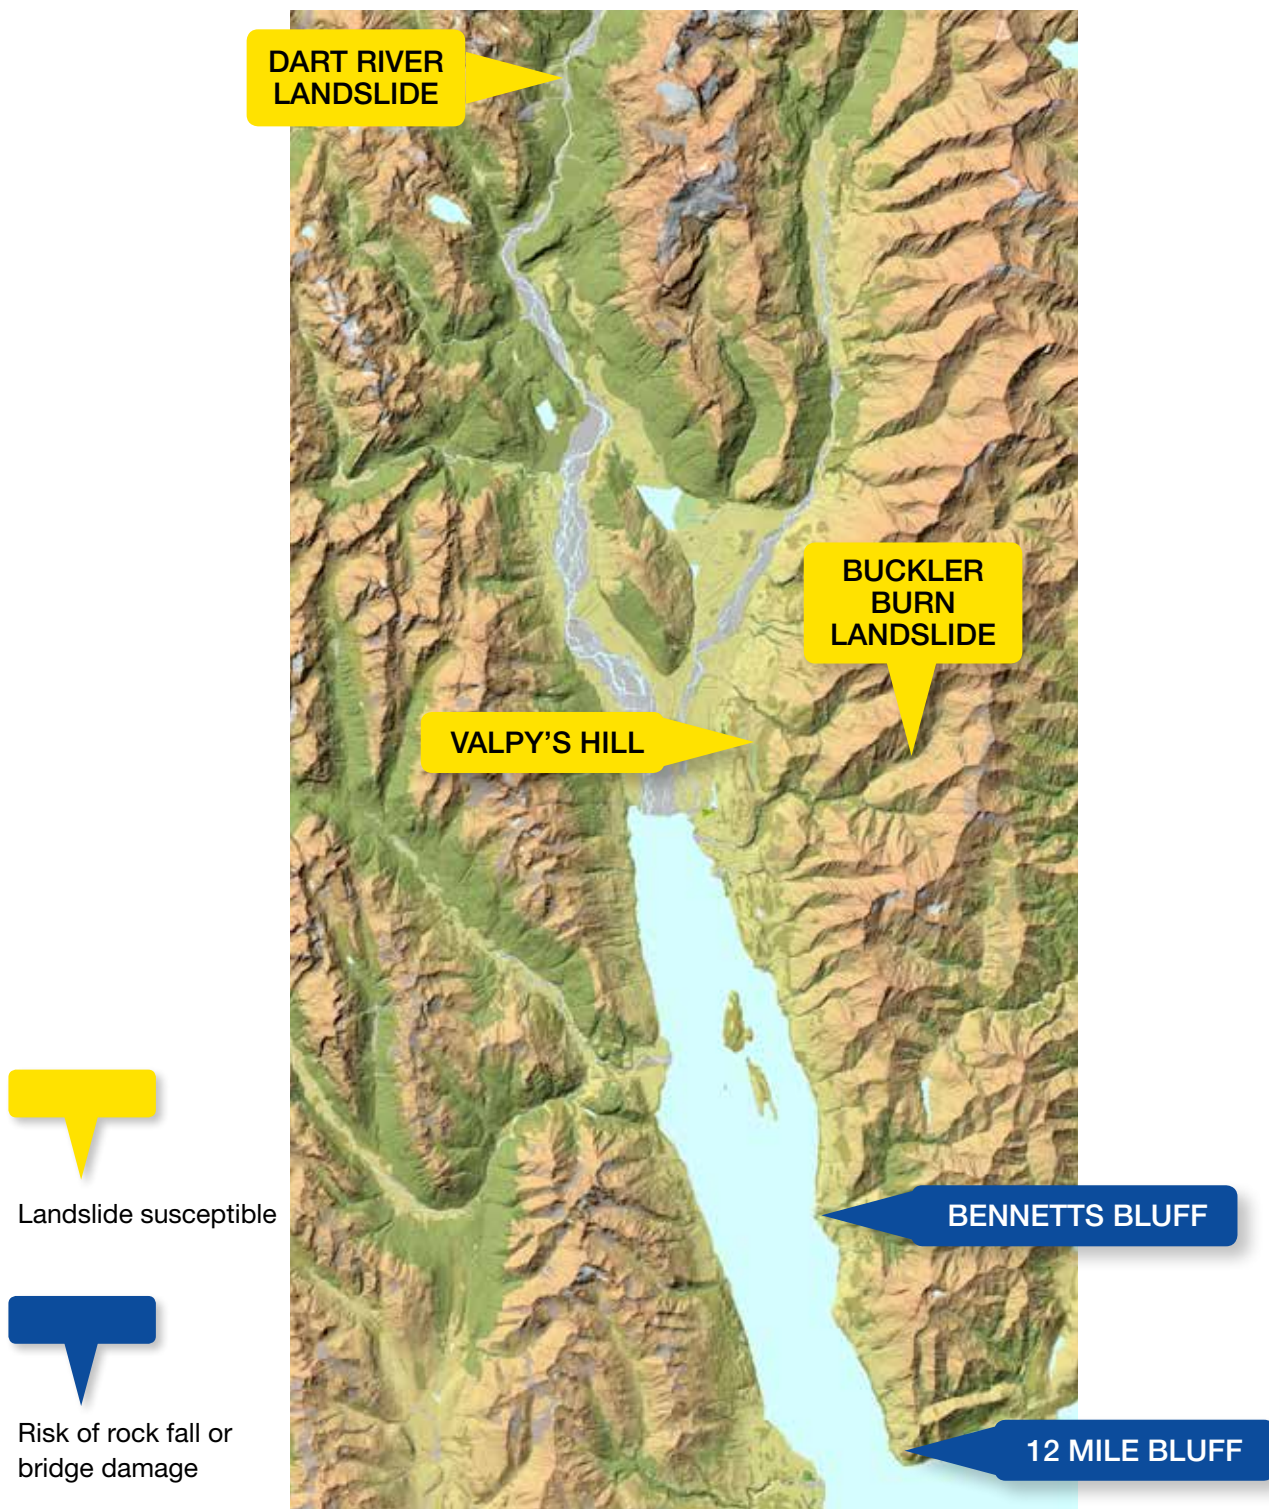 DART RIVER
LANDSLIDE
BUCKLER
BURN
LANDSLIDE
VALPY'S HILL
Landslide susceptible
BENNETTS BLUFF
Risk of rock fall or
bridge damage
12 MILE BLUFF